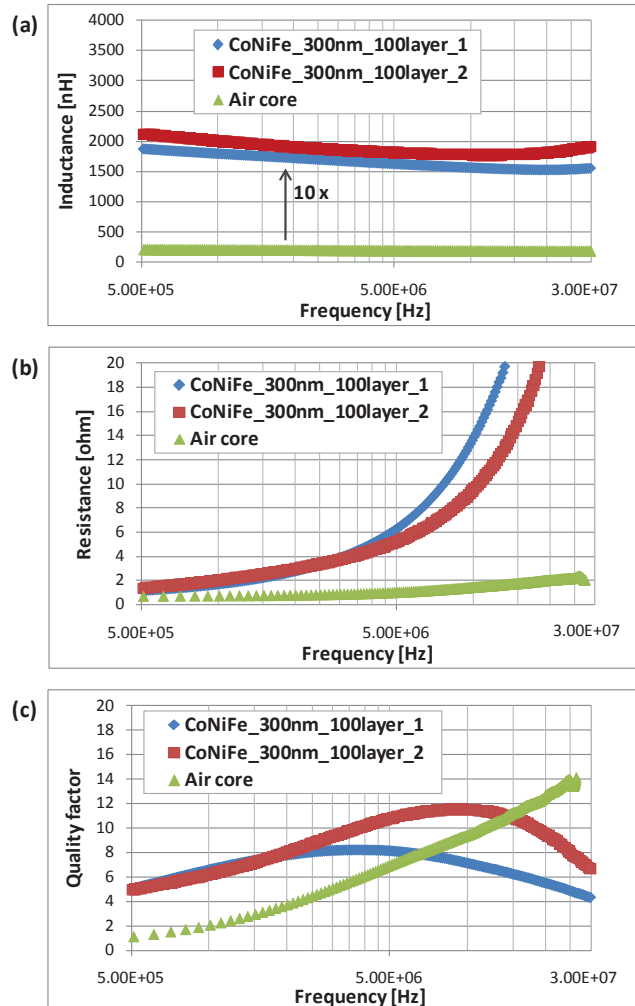 (a)
4000
3500
3000
2500
2000
1500
1000
500
0
Inductance [nH]
CoNiFe_300nm_100layer_1
CoNiFe_300nm_100layer_2
Air core
10 x
5.00E+05
5.00E+06
3.00E+07
Frequency [Hz]
(b)
20
18
16
14
12
10
8
6
4
2
0
Resistance [ohm]
CoNiFe_300nm_100layer_1
CoNiFe_300nm_100layer_2
Air core
5.00E+05
5.00E+06
3.00E+07
Frequency [Hz]
(c)
20
18
16
14
12
10
8
6
4
2
0
Quality factor
CoNiFe_300nm_100layer_1
CoNiFe_300nm_100layer_2
Air core
5.00E+05
5.00E+06
3.00E+07
Frequency [Hz]